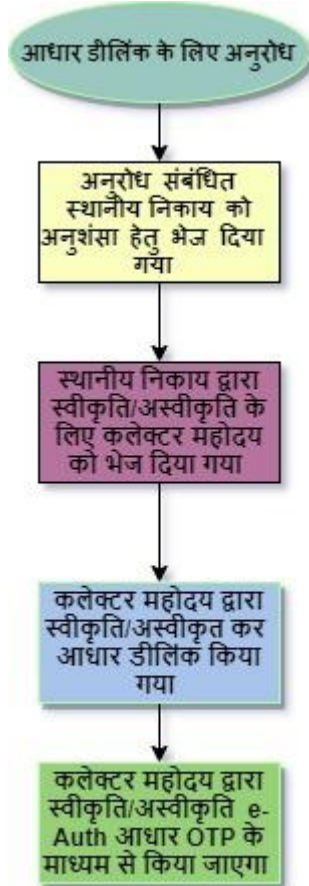 आधार डीलिंक के लिए अनुरोध
अनुरोध संबंधित
स्थानीय निकाय को
अनुशंसा हेतु भेज दिया
गया
स्थानीय निकाय द्वारा
स्वीकृति/अस्वीकृति के
लिए कलेक्टर महोदय
को भेज दिया गया
कलेक्टर महोदय द्वारा
स्वीकृति/अस्वीकृत कर
आधार डीलिंक किया
गया
कलेक्टर महोदय द्वारा
स्वीकृति/अस्वीकृति e-
Auth आधार OTP के
माध्यम से किया जाएगा